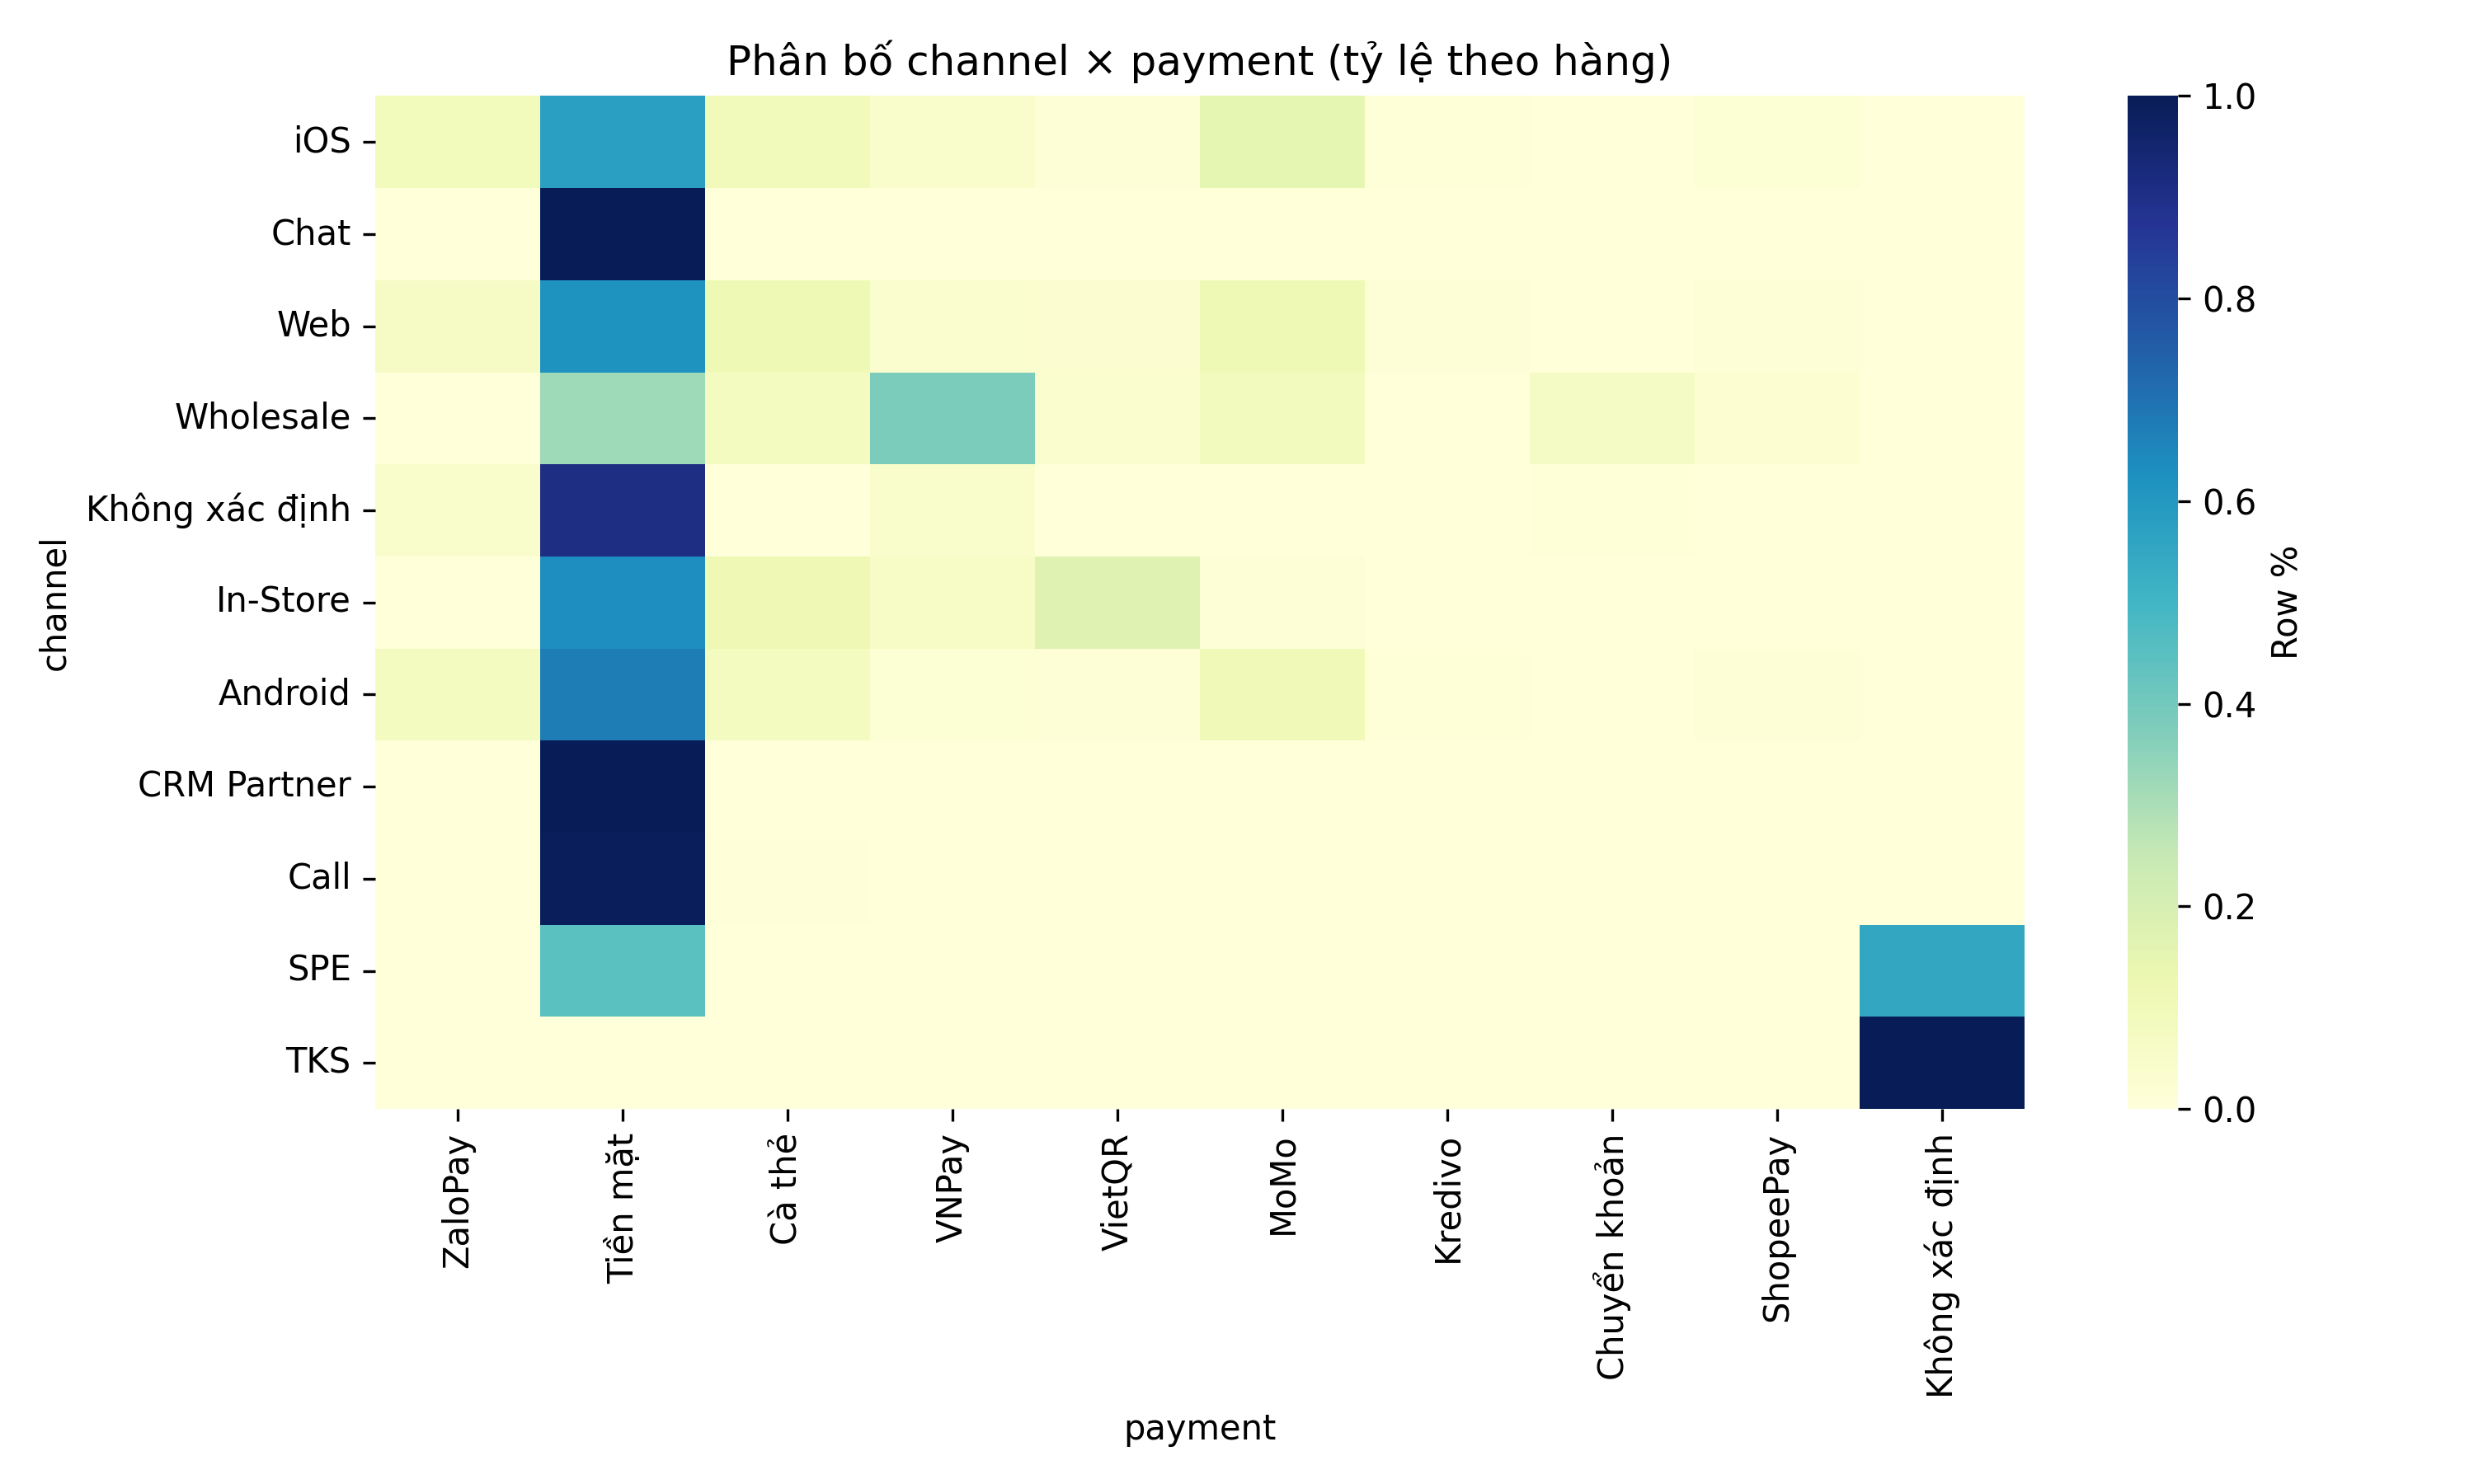 Phân bố channel × payment (tỷ lệ theo hàng)
channel
iOS
Chat
Web
Wholesale
Không xác định
In-Store
Android
CRM Partner
Call
SPE
TKS
ZaloPay
Tiền mặt
Cà thẻ
VNPay
VietQR
MoMo
Kredivo
Chuyển khoản
ShopeePay
Không xác định
payment
1.0
0.8
0.6
0.4
0.2
0.0
Row %